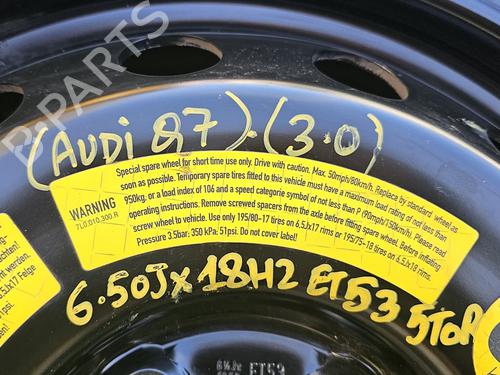 B-PARTS
(AUDI Q7).(3.0)
WARNING
7L0.010.300.R
Special spare wheel for short time use only. Drive with caution. Max. 50mph/80km/h. Replace by standard wheel as
soon as possible. Temporary spare tires fitted to this vehicle must have a maximum load rating of not less than
950kg, or a load index of 106 and a speed categorie symbol of not less than P (90mph/150km/h). Please read
operating instructions. Remove screwed spacers from the axle before fitting spare wheel. Before inflating
screw wheel to vehicle. Use only 195/80-17 tires on 6.5Jx17 rims or 195/75-18 tires on 6.5Jx18 rims.
Pressure 3.5bar; 350 kPa; 51psi. Do not cover label!
6.50Jx18H2 ET53 5TOR
werden.
.5Jx17 Felge
ET53